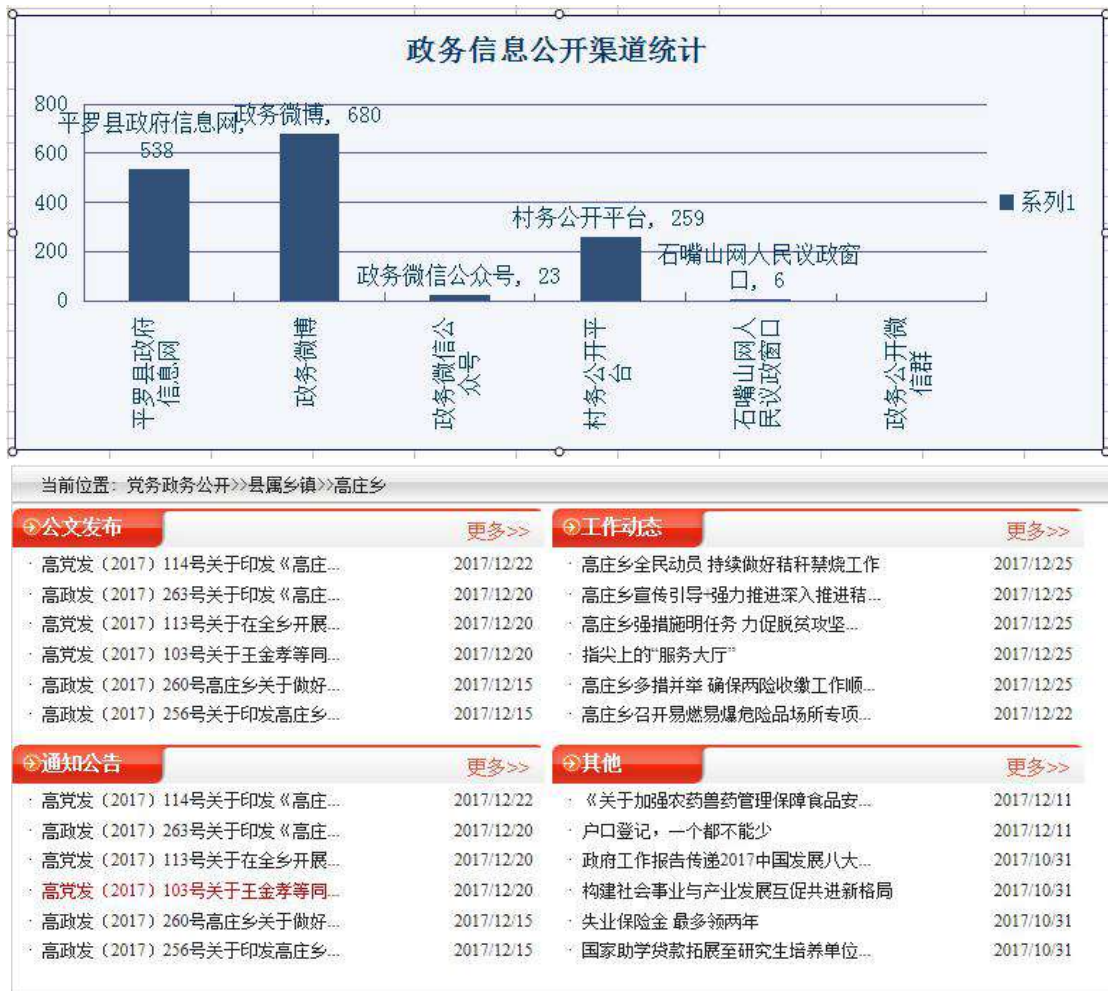 政务信息公开渠道统计
800
600
400
200
0
平罗县政府信息网,
538
政务微博, 680
政务微信公众号, 23
村务公开平台, 259
石嘴山网人民议政窗
口, 6
系列1
平罗县政府
信息网
政务微博
政务微信公
众号
村务公开平
台
石嘴山网人
民议政窗口
政务公开微
信群
当前位置：党务政务公开>>县属乡镇>>高庄乡
公文发布 更多>>
· 高党发（2017）114号关于印发《高庄... 2017/12/22
· 高政发（2017）263号关于印发《高庄... 2017/12/20
· 高党发（2017）113号关于在全乡开展... 2017/12/20
· 高党发（2017）103号关于王金孝等同... 2017/12/20
· 高政发（2017）260号高庄乡关于做好... 2017/12/15
· 高政发（2017）256号关于印发高庄乡... 2017/12/15
工作动态 更多>>
· 高庄乡全民动员 持续做好秸秆禁烧工作 2017/12/25
· 高庄乡宣传引导+强力推进深入推进秸... 2017/12/25
· 高庄乡强措施明任务 力促脱贫攻坚... 2017/12/25
· 指尖上的“服务大厅” 2017/12/25
· 高庄乡多措并举 确保两险收缴工作顺... 2017/12/25
· 高庄乡召开易燃易爆危险品场所专项... 2017/12/22
通知公告 更多>>
· 高党发（2017）114号关于印发《高庄... 2017/12/22
· 高政发（2017）263号关于印发《高庄... 2017/12/20
· 高党发（2017）113号关于在全乡开展... 2017/12/20
· 高党发（2017）103号关于王金孝等同... 2017/12/20
· 高政发（2017）260号高庄乡关于做好... 2017/12/15
· 高政发（2017）256号关于印发高庄乡... 2017/12/15
其他 更多>>
· 《关于加强农药兽药管理保障食品安... 2017/12/11
· 户口登记，一个都不能少 2017/12/11
· 政府工作报告传递2017中国发展八大... 2017/10/31
· 构建社会事业与产业发展互促共进新格局 2017/10/31
· 失业保险金 最多领两年 2017/10/31
· 国家助学贷款拓展至研究生培养单位... 2017/10/31